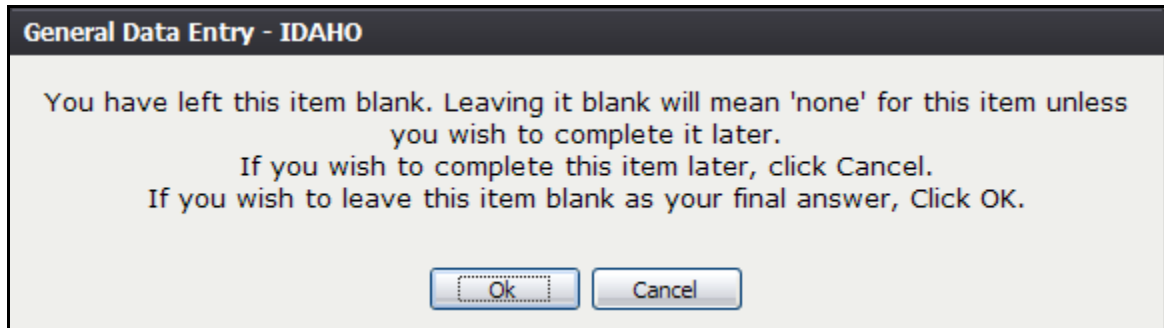 General Data Entry - IDAHO
You have left this item blank. Leaving it blank will mean 'none' for this item unless
you wish to complete it later.
If you wish to complete this item later, click Cancel.
If you wish to leave this item blank as your final answer, Click OK.
Ok Cancel